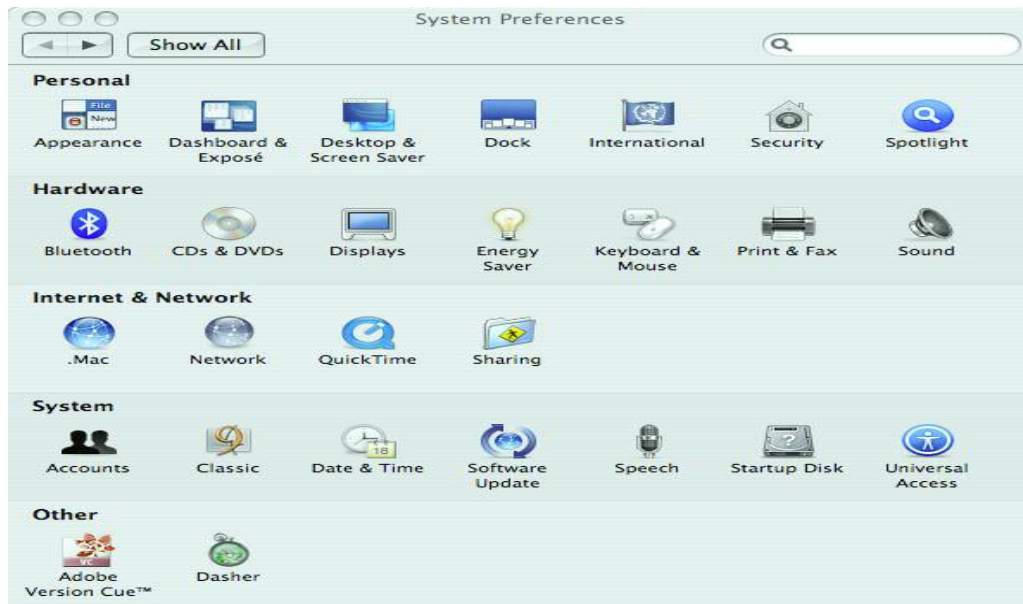 System Preferences
Show All
Personal
File
New
Appearance
Dashboard &
Exposé
Desktop &
Screen Saver
Dock
International
Security
Spotlight
Hardware
Bluetooth
CDs & DVDs
Displays
Energy
Saver
Keyboard &
Mouse
Print & Fax
Sound
Internet & Network
.Mac
Network
QuickTime
Sharing
System
Accounts
Classic
18
Date & Time
Software
Update
Speech
?
Startup Disk
Universal
Access
Other
VC
Adobe
Version Cue™
Dasher